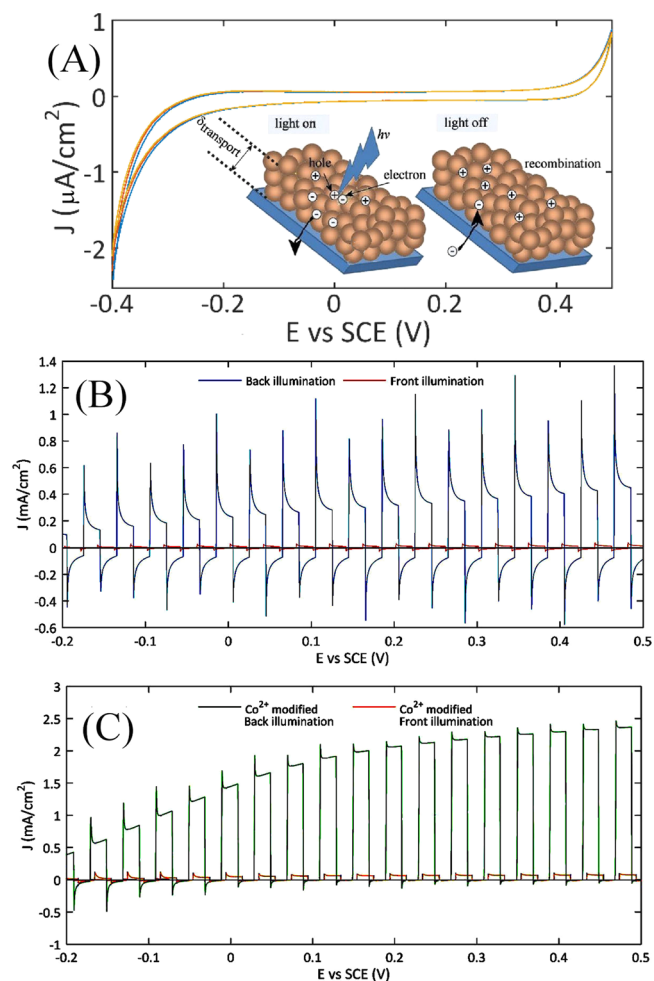 (A)
1
0
-1
-2
J (μA/cm²)
δtransport
light on
hν
hole
electron
light off
recombination
-0.4
-0.2
0
0.2
0.4
E vs SCE (V)
(B)
Back illumination
Front illumination
1.4
1.2
1
0.8
0.6
0.4
0.2
0
-0.2
-0.4
-0.6
J (mA/cm²)
-0.2
-0.1
0
0.1
0.2
0.3
0.4
0.5
E vs SCE (V)
(C)
Co²⁺ modified
Back illumination
Co²⁺ modified
Front illumination
3
2.5
2
1.5
1
0.5
0
-0.5
-1
J (mA/cm²)
-0.2
-0.1
0
0.1
0.2
0.3
0.4
0.5
E vs SCE (V)